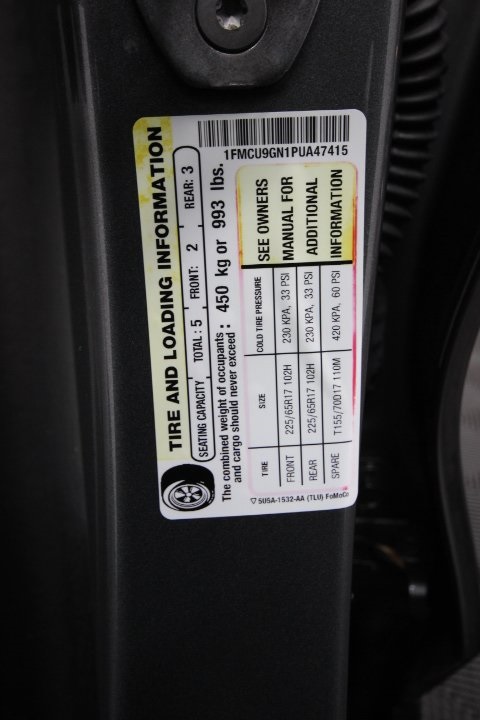 1FMCU9GN1PUA47415
TIRE AND LOADING INFORMATION
SEATING CAPACITY TOTAL : 5 FRONT: 2 REAR: 3
The combined weight of occupants
and cargo should never exceed : 450 kg or 993 lbs.
TIRE SIZE COLD TIRE PRESSURE SEE OWNERS
FRONT 225/65R17 102H 230 KPA, 33 PSI MANUAL FOR
REAR 225/65R17 102H 230 KPA, 33 PSI ADDITIONAL
SPARE T155/70D17 110M 420 KPA, 60 PSI INFORMATION
▽ 5U5A-1532-AA (TLU) FoMoCo